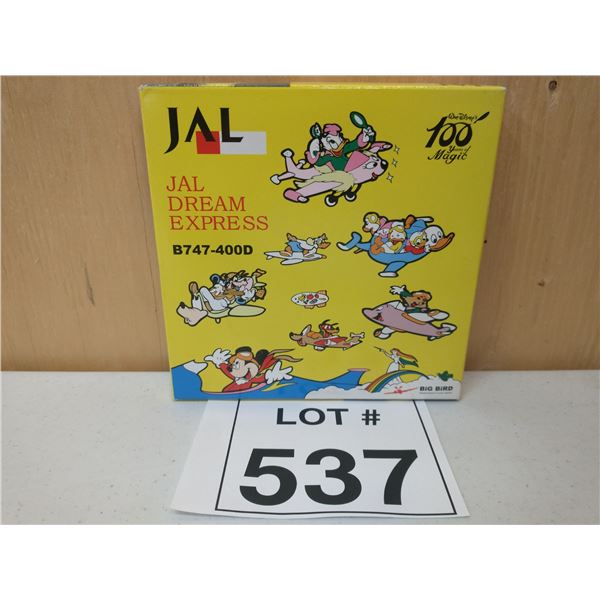 JAL
Walt Disney's
100
Years of
Magic
JAL
DREAM
EXPRESS
B747-400D
BIG BIRD
LOT #
537